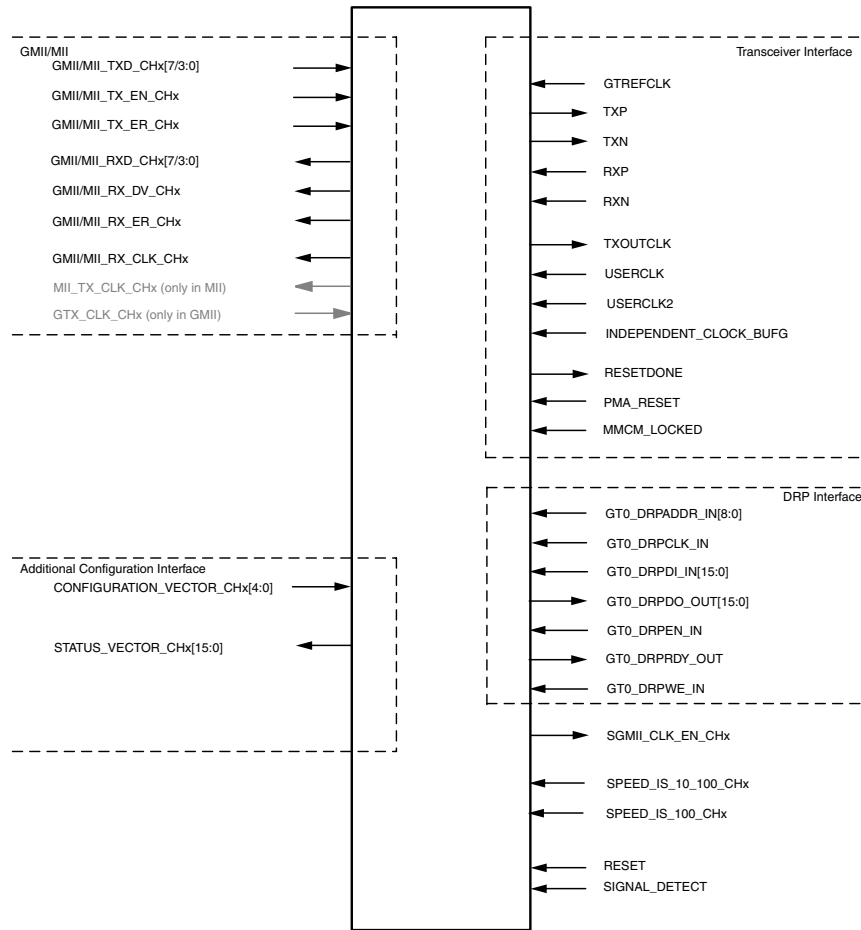 GMII/MII
GMII/MII_TXD_CHx[7/3:0]
GMII/MII_TX_EN_CHx
GMII/MII_TX_ER_CHx
GMII/MII_RXD_CHx[7/3:0]
GMII/MII_RX_DV_CHx
GMII/MII_RX_ER_CHx
GMII/MII_RX_CLK_CHx
MII_TX_CLK_CHx (only in MII)
GTX_CLK_CHx (only in GMII)
Additional Configuration Interface
CONFIGURATION_VECTOR_CHx[4:0]
STATUS_VECTOR_CHx[15:0]
Transceiver Interface
GTREFCLK
TXP
TXN
RXP
RXN
TXOUTCLK
USERCLK
USERCLK2
INDEPENDENT_CLOCK_BUFG
RESETDONE
PMA_RESET
MMCM_LOCKED
DRP Interface
GT0_DRPADDR_IN[8:0]
GT0_DRPCLK_IN
GT0_DRPDI_IN[15:0]
GT0_DRPDO_OUT[15:0]
GT0_DRPEN_IN
GT0_DRPRDY_OUT
GT0_DRPWE_IN
SGMII_CLK_EN_CHx
SPEED_IS_10_100_CHx
SPEED_IS_100_CHx
RESET
SIGNAL_DETECT